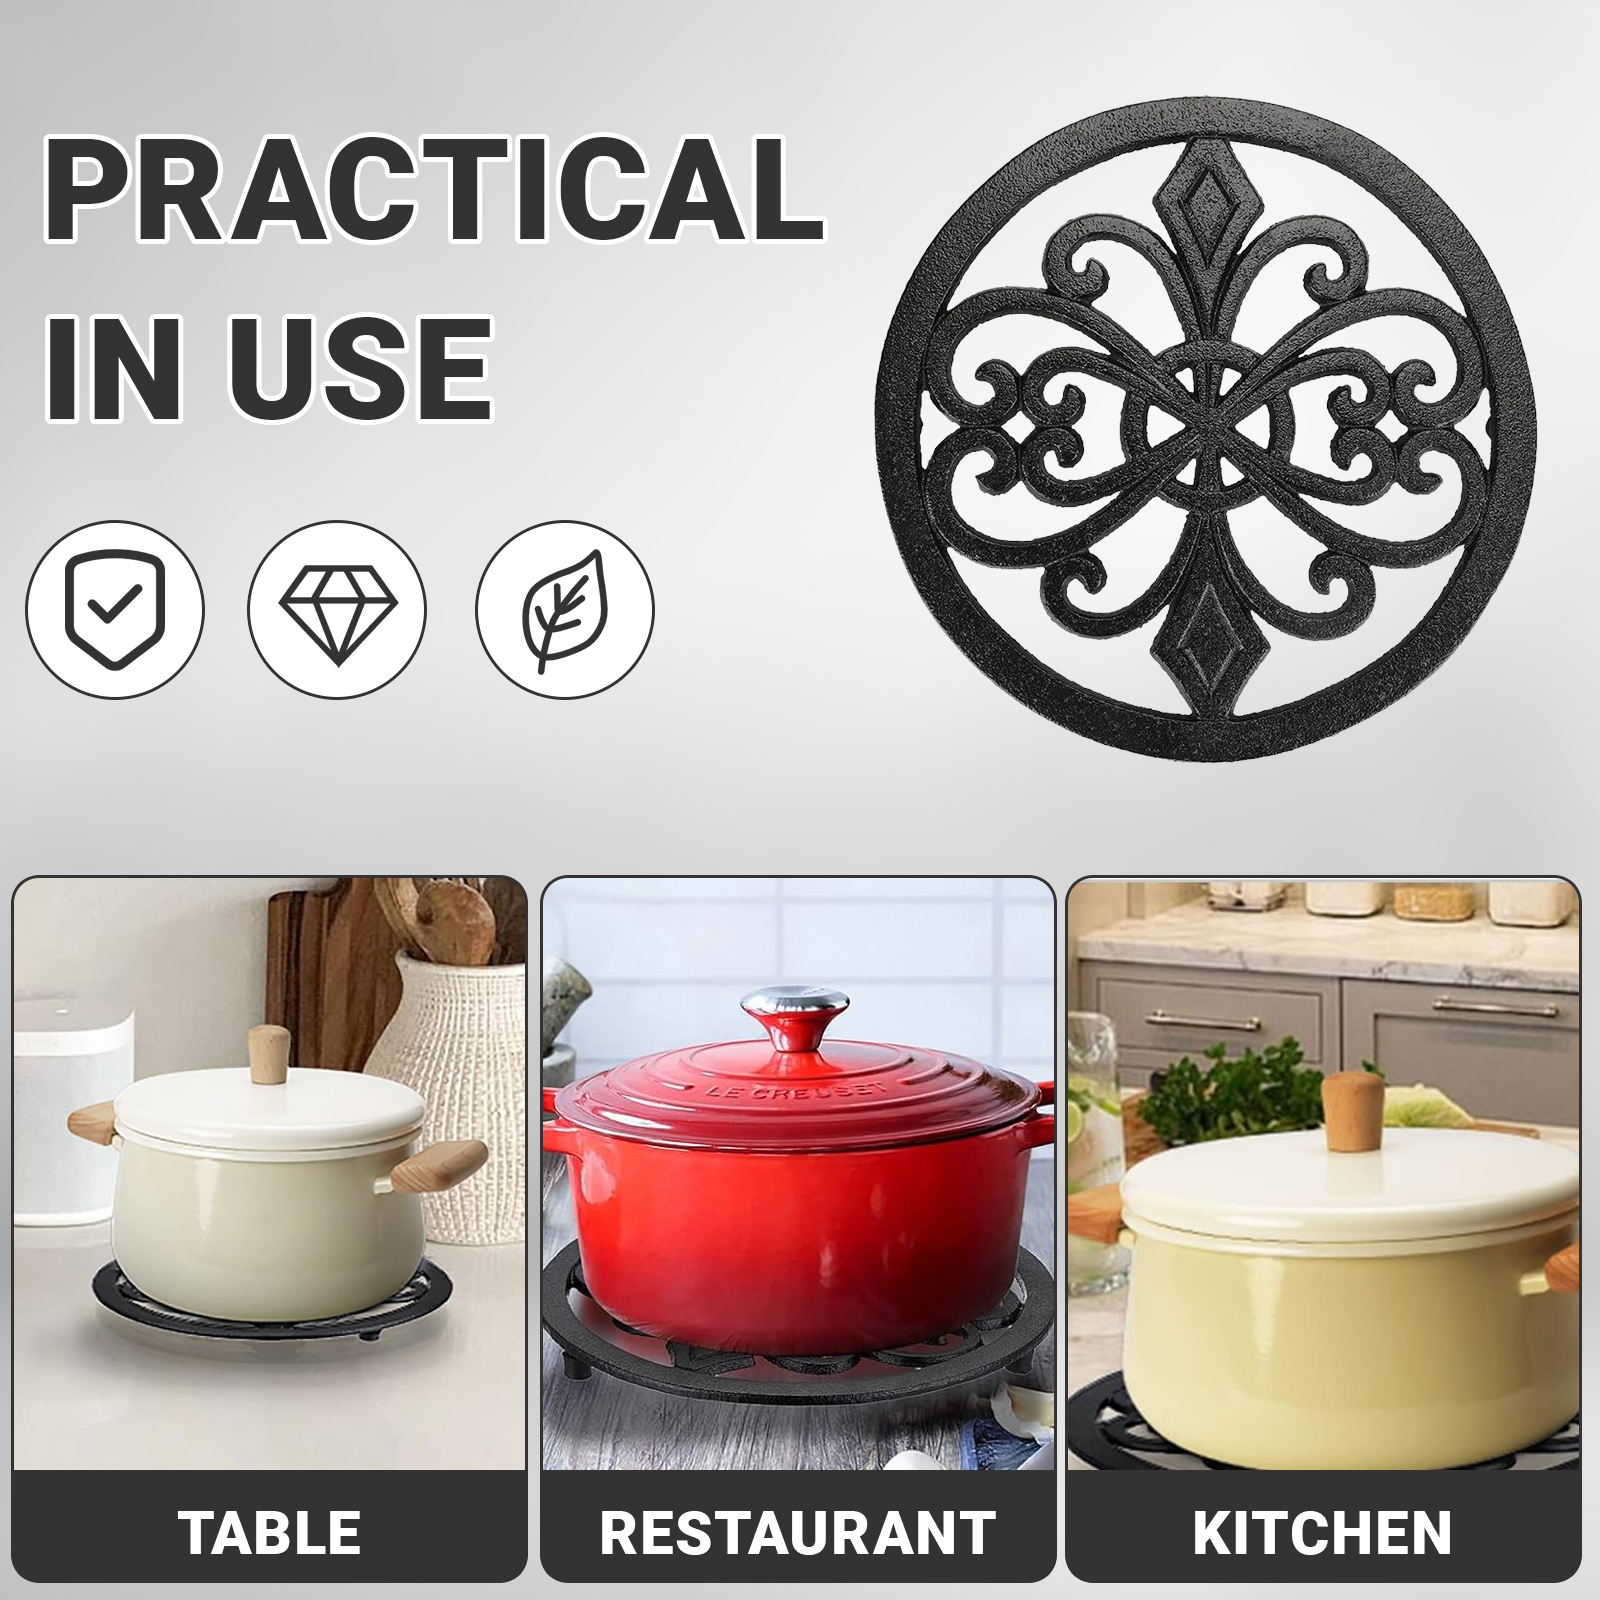 PRACTICAL
IN USE
LE CREUSET
TABLE
RESTAURANT
KITCHEN